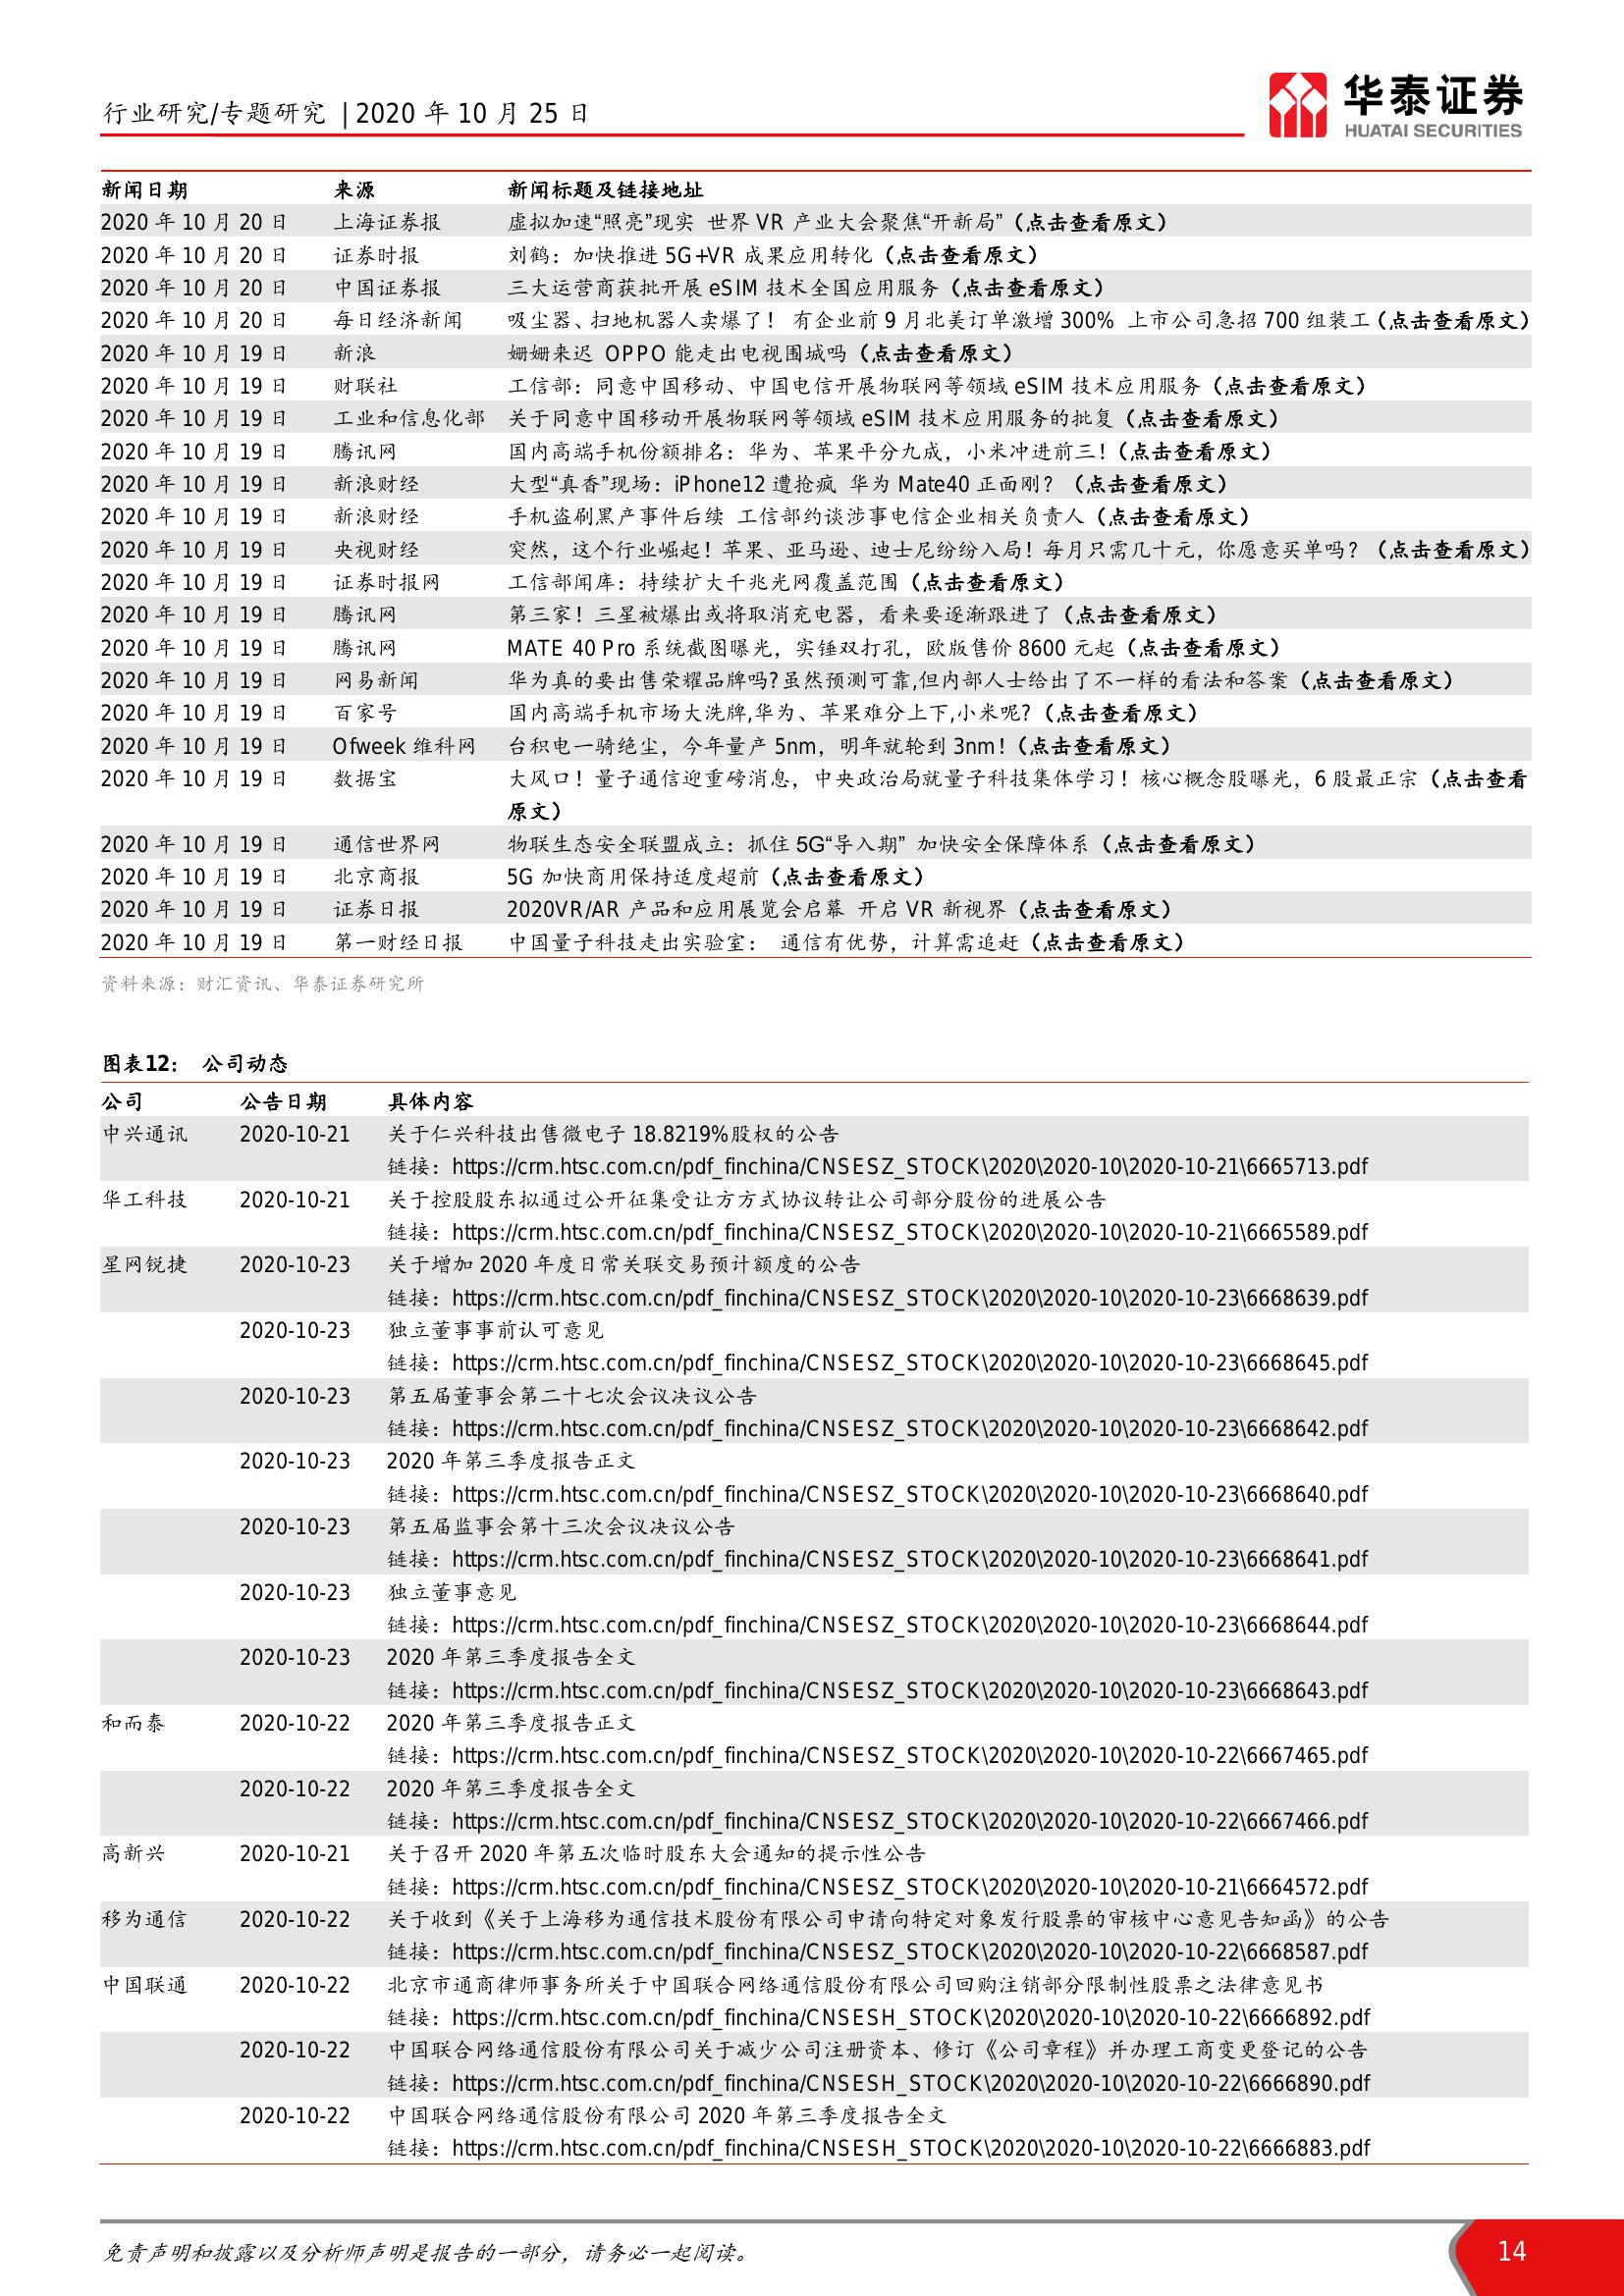 行业研究/专题研究 | 2020 年 10 月 25 日
华泰证券
HUATAI SECURITIES
新闻日期 来源 新闻标题及链接地址
2020 年 10 月 20 日 上海证券报 虚拟加速“照亮”现实 世界 VR 产业大会聚焦“开新局”（点击查看原文）
2020 年 10 月 20 日 证券时报 刘鹤：加快推进 5G+VR 成果应用转化（点击查看原文）
2020 年 10 月 20 日 中国证券报 三大运营商获批开展 eSIM 技术全国应用服务（点击查看原文）
2020 年 10 月 20 日 每日经济新闻 吸尘器、扫地机器人卖爆了！ 有企业前 9 月北美订单激增 300% 上市公司急招 700 组装工（点击查看原文）
2020 年 10 月 19 日 新浪 姗姗来迟 OPPO 能走出电视围城吗（点击查看原文）
2020 年 10 月 19 日 财联社 工信部：同意中国移动、中国电信开展物联网等领域 eSIM 技术应用服务（点击查看原文）
2020 年 10 月 19 日 工业和信息化部 关于同意中国移动开展物联网等领域 eSIM 技术应用服务的批复（点击查看原文）
2020 年 10 月 19 日 腾讯网 国内高端手机份额排名：华为、苹果平分九成，小米冲进前三！（点击查看原文）
2020 年 10 月 19 日 新浪财经 大型“真香”现场：iPhone12 遭抢疯 华为 Mate40 正面刚？（点击查看原文）
2020 年 10 月 19 日 新浪财经 手机盗刷黑产事件后续 工信部约谈涉事电信企业相关负责人（点击查看原文）
2020 年 10 月 19 日 央视财经 突然，这个行业崛起！苹果、亚马逊、迪士尼纷纷入局！每月只需几十元，你愿意买单吗？（点击查看原文）
2020 年 10 月 19 日 证券时报网 工信部闻库：持续扩大千兆光网覆盖范围（点击查看原文）
2020 年 10 月 19 日 腾讯网 第三家！三星被爆出或将取消充电器，看来要逐渐跟进了（点击查看原文）
2020 年 10 月 19 日 腾讯网 MATE 40 Pro 系统截图曝光，实锤双打孔，欧版售价 8600 元起（点击查看原文）
2020 年 10 月 19 日 网易新闻 华为真的要出售荣耀品牌吗?虽然预测可靠,但内部人士给出了不一样的看法和答案（点击查看原文）
2020 年 10 月 19 日 百家号 国内高端手机市场大洗牌,华为、苹果难分上下,小米呢?（点击查看原文）
2020 年 10 月 19 日 Ofweek 维科网 台积电一骑绝尘，今年量产 5nm，明年就轮到 3nm!（点击查看原文）
2020 年 10 月 19 日 数据宝 大风口！量子通信迎重磅消息，中央政治局就量子科技集体学习！核心概念股曝光，6 股最正宗（点击查看
原文）
2020 年 10 月 19 日 通信世界网 物联生态安全联盟成立：抓住 5G“导入期” 加快安全保障体系（点击查看原文）
2020 年 10 月 19 日 北京商报 5G 加快商用保持适度超前（点击查看原文）
2020 年 10 月 19 日 证券日报 2020VR/AR 产品和应用展览会启幕 开启 VR 新视界（点击查看原文）
2020 年 10 月 19 日 第一财经日报 中国量子科技走出实验室： 通信有优势，计算需追赶（点击查看原文）
资料来源：财汇资讯、华泰证券研究所
图表12： 公司动态
公司 公告日期 具体内容
中兴通讯 2020-10-21 关于仁兴科技出售微电子 18.8219%股权的公告
链接：https://crm.htsc.com.cn/pdf_finchina/CNSESZ_STOCK\2020\2020-10\2020-10-21\6665713.pdf
华工科技 2020-10-21 关于控股股东拟通过公开征集受让方方式协议转让公司部分股份的进展公告
链接：https://crm.htsc.com.cn/pdf_finchina/CNSESZ_STOCK\2020\2020-10\2020-10-21\6665589.pdf
星网锐捷 2020-10-23 关于增加 2020 年度日常关联交易预计额度的公告
链接：https://crm.htsc.com.cn/pdf_finchina/CNSESZ_STOCK\2020\2020-10\2020-10-23\6668639.pdf
2020-10-23 独立董事事前认可意见
链接：https://crm.htsc.com.cn/pdf_finchina/CNSESZ_STOCK\2020\2020-10\2020-10-23\6668645.pdf
2020-10-23 第五届董事会第二十七次会议决议公告
链接：https://crm.htsc.com.cn/pdf_finchina/CNSESZ_STOCK\2020\2020-10\2020-10-23\6668642.pdf
2020-10-23 2020 年第三季度报告正文
链接：https://crm.htsc.com.cn/pdf_finchina/CNSESZ_STOCK\2020\2020-10\2020-10-23\6668640.pdf
2020-10-23 第五届监事会第十三次会议决议公告
链接：https://crm.htsc.com.cn/pdf_finchina/CNSESZ_STOCK\2020\2020-10\2020-10-23\6668641.pdf
2020-10-23 独立董事意见
链接：https://crm.htsc.com.cn/pdf_finchina/CNSESZ_STOCK\2020\2020-10\2020-10-23\6668644.pdf
2020-10-23 2020 年第三季度报告全文
链接：https://crm.htsc.com.cn/pdf_finchina/CNSESZ_STOCK\2020\2020-10\2020-10-23\6668643.pdf
和而泰 2020-10-22 2020 年第三季度报告正文
链接：https://crm.htsc.com.cn/pdf_finchina/CNSESZ_STOCK\2020\2020-10\2020-10-22\6667465.pdf
2020-10-22 2020 年第三季度报告全文
链接：https://crm.htsc.com.cn/pdf_finchina/CNSESZ_STOCK\2020\2020-10\2020-10-22\6667466.pdf
高新兴 2020-10-21 关于召开 2020 年第五次临时股东大会通知的提示性公告
链接：https://crm.htsc.com.cn/pdf_finchina/CNSESZ_STOCK\2020\2020-10\2020-10-21\6664572.pdf
移为通信 2020-10-22 关于收到《关于上海移为通信技术股份有限公司申请向特定对象发行股票的审核中心意见告知函》的公告
链接：https://crm.htsc.com.cn/pdf_finchina/CNSESZ_STOCK\2020\2020-10\2020-10-22\6668587.pdf
中国联通 2020-10-22 北京市通商律师事务所关于中国联合网络通信股份有限公司回购注销部分限制性股票之法律意见书
链接：https://crm.htsc.com.cn/pdf_finchina/CNSESH_STOCK\2020\2020-10\2020-10-22\6666892.pdf
2020-10-22 中国联合网络通信股份有限公司关于减少公司注册资本、修订《公司章程》并办理工商变更登记的公告
链接：https://crm.htsc.com.cn/pdf_finchina/CNSESH_STOCK\2020\2020-10\2020-10-22\6666890.pdf
2020-10-22 中国联合网络通信股份有限公司 2020 年第三季度报告全文
链接：https://crm.htsc.com.cn/pdf_finchina/CNSESH_STOCK\2020\2020-10\2020-10-22\6666883.pdf
免责声明和披露以及分析师声明是报告的一部分，请务必一起阅读。
14